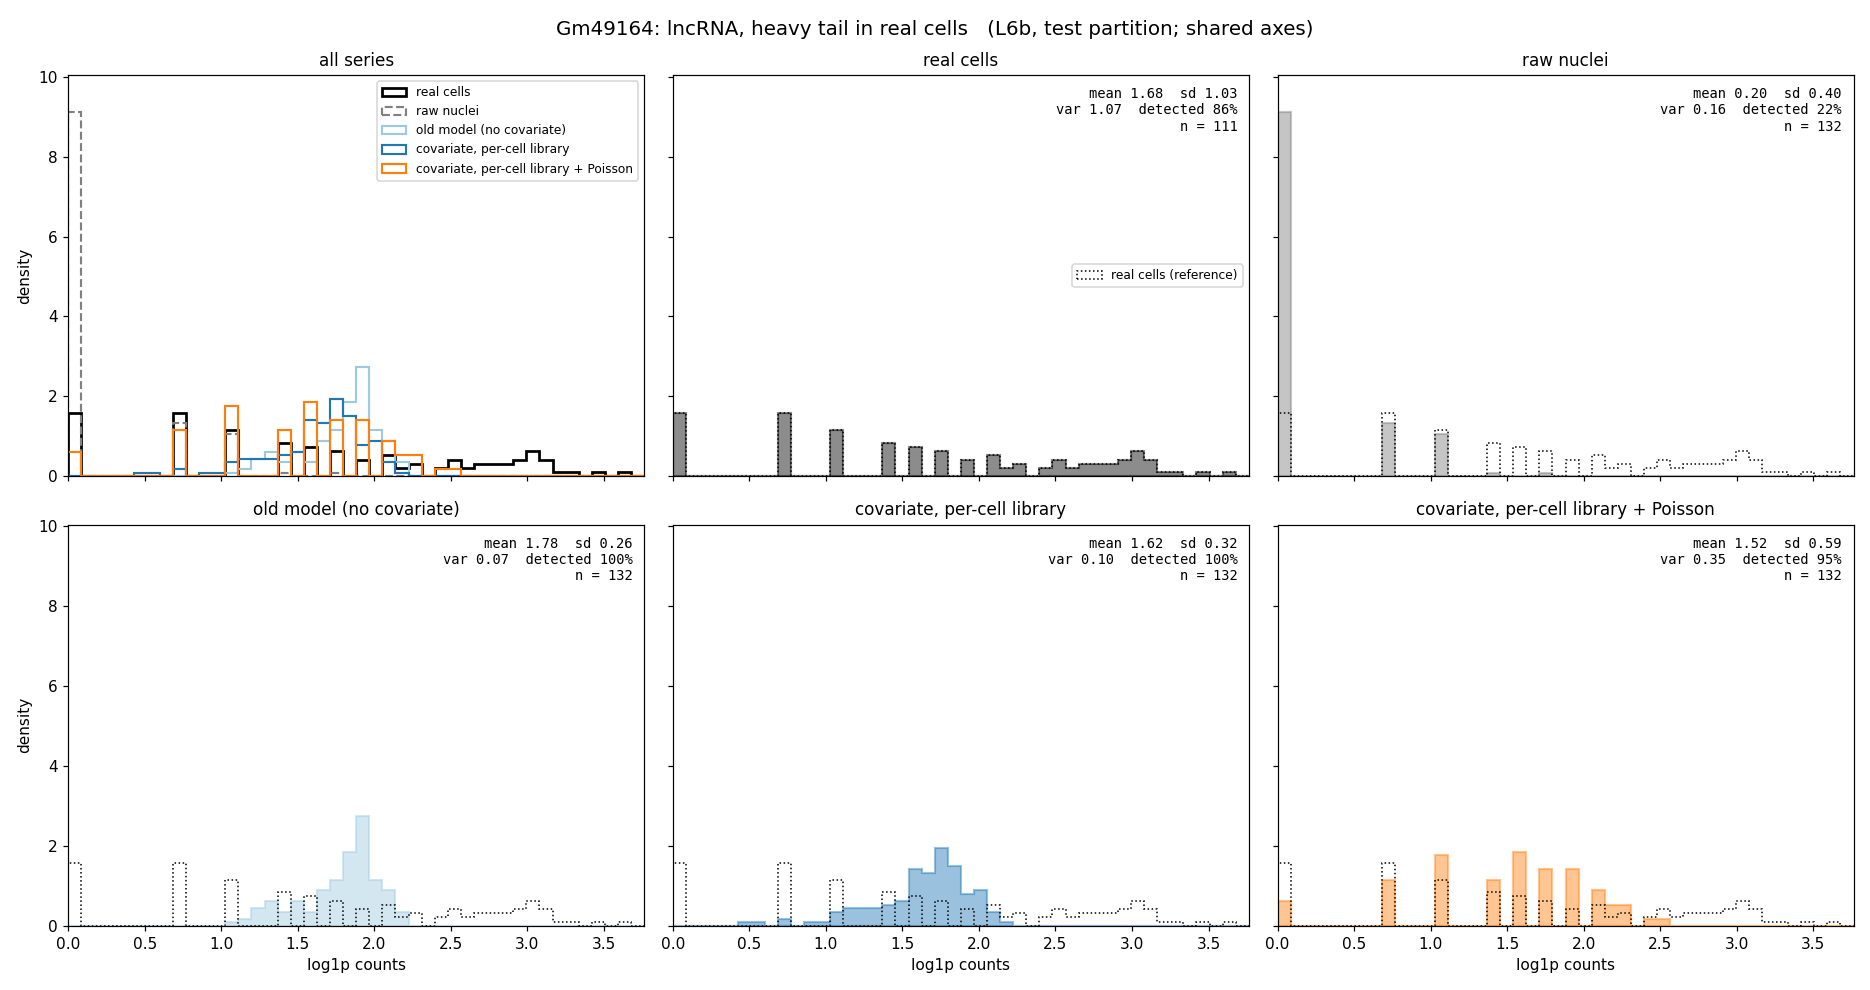 Gm49164: lncRNA, heavy tail in real cells (L6b, test partition; shared axes)
all series
real cells
raw nuclei
10
8
6
4
2
0
density
real cells
raw nuclei
old model (no covariate)
covariate, per-cell library
covariate, per-cell library + Poisson
mean 1.68 sd 1.03
var 1.07 detected 86%
n = 111
real cells (reference)
mean 0.20 sd 0.40
var 0.16 detected 22%
n = 132
old model (no covariate)
covariate, per-cell library
covariate, per-cell library + Poisson
10
8
6
4
2
0
density
mean 1.78 sd 0.26
var 0.07 detected 100%
n = 132
mean 1.62 sd 0.32
var 0.10 detected 100%
n = 132
mean 1.52 sd 0.59
var 0.35 detected 95%
n = 132
0.0 0.5 1.0 1.5 2.0 2.5 3.0 3.5
0.0 0.5 1.0 1.5 2.0 2.5 3.0 3.5
0.0 0.5 1.0 1.5 2.0 2.5 3.0 3.5
log1p counts
log1p counts
log1p counts